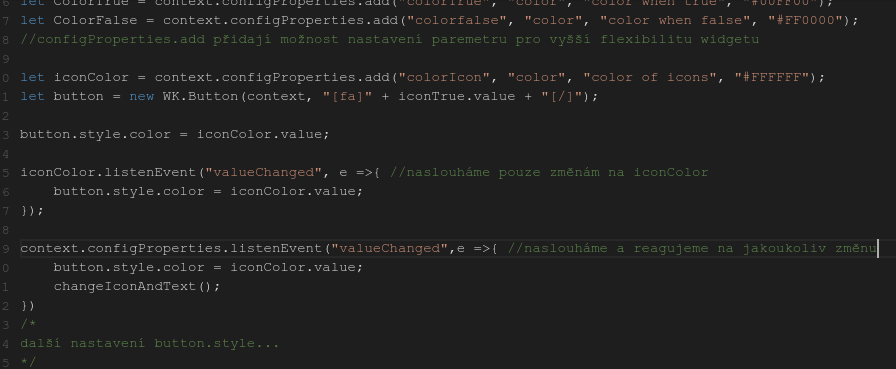 6 let ColorTrue = context.configProperties.add("colorTrue", "color", "color when true", "#00FF00");
7 let ColorFalse = context.configProperties.add("colorfalse", "color", "color when false", "#FF0000");
8 //configProperties.add přidají možnost nastavení paremetru pro vyšší flexibilitu widgetu
9
0 let iconColor = context.configProperties.add("colorIcon", "color", "color of icons", "#FFFFFF");
1 let button = new WK.Button(context, "[fa]" + iconTrue.value + "[/]");
2
3 button.style.color = iconColor.value;
4
5 iconColor.listenEvent("valueChanged", e =>{ //nasloucháme pouze změnám na iconColor
6 button.style.color = iconColor.value;
7 });
8
9 context.configProperties.listenEvent("valueChanged",e =>{ //nasloucháme a reagujeme na jakoukoliv změnu
0 button.style.color = iconColor.value;
1 changeIconAndText();
2 })
3 /*
4 další nastavení button.style...
5 */